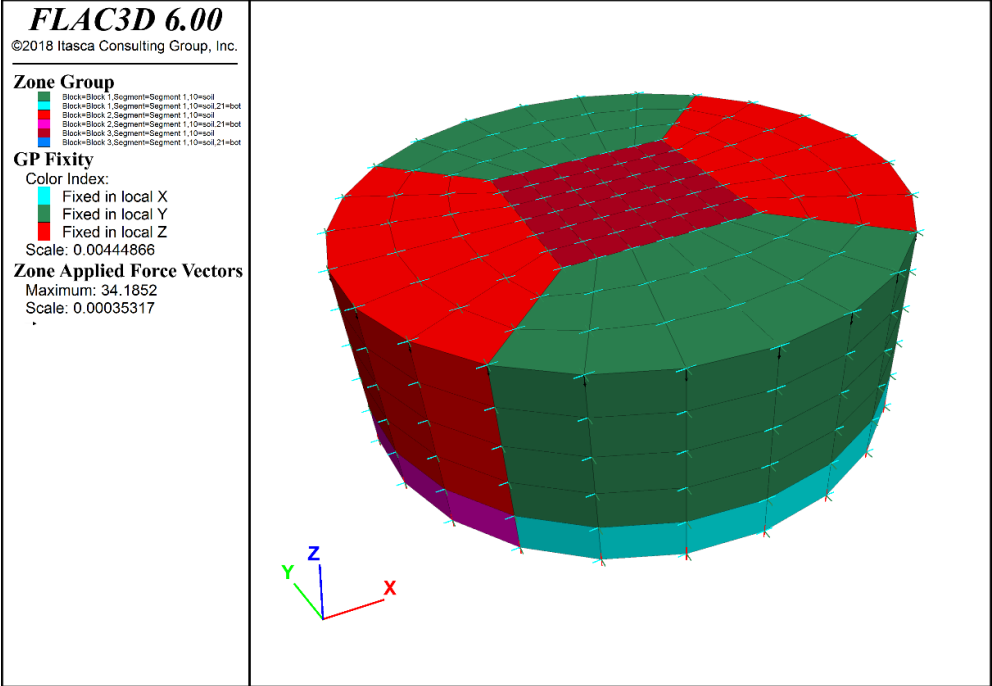 FLAC3D 6.00
©2018 Itasca Consulting Group, Inc.
Zone Group
Block=Block 1,Segment=Segment 1,10=soil
Block=Block 1,Segment=Segment 1,10=soil,21=bot
Block=Block 2,Segment=Segment 1,10=soil
Block=Block 2,Segment=Segment 1,10=soil,21=bot
Block=Block 3,Segment=Segment 1,10=soil
Block=Block 3,Segment=Segment 1,10=soil,21=bot
GP Fixity
Color Index:
Fixed in local X
Fixed in local Y
Fixed in local Z
Scale: 0.00444866
Zone Applied Force Vectors
Maximum: 34.1852
Scale: 0.00035317
Z
Y
X